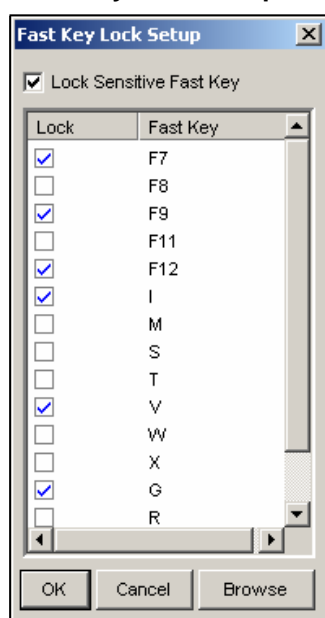 Fast Key Lock Setup
Lock Sensitive Fast Key
Lock Fast Key
F7
F8
F9
F11
F12
I
M
S
T
V
W
X
G
R
OK Cancel Browse